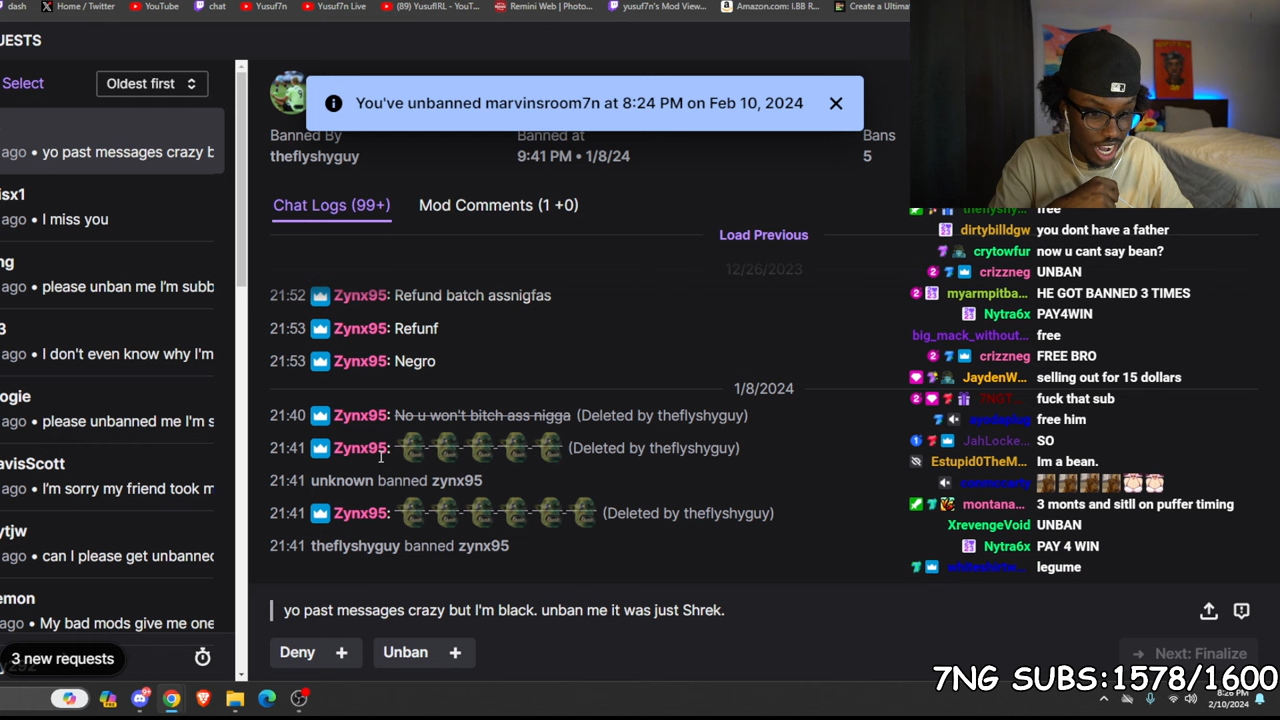 dash
Home / Twitter
YouTube
chat
Yusuf7n
Yusuf7n Live
(89) YusufIRL - YouT...
Remini Web | Photo...
yusuf7n's Mod View...
Amazon.com: I.BB R...
Create a Ultima
UESTS
Select
Oldest first
ago • yo past messages crazy b
isx1
ago • I miss you
ng
ago • please unban me I'm subb
3
ago • I don't even know why I'm
ogie
ago • please unbanned me I'm s
avisScott
ago • I'm sorry my friend took m
ytjw
ago • can I please get unbanned
emon
ago • My bad mods give me one
3 new requests
You've unbanned marvinsroom7n at 8:24 PM on Feb 10, 2024
Banned By
theflyshyguy
Banned at
9:41 PM • 1/8/24
Bans
5
Chat Logs (99+)
Mod Comments (1 +0)
Load Previous
12/26/2023
21:52 Zynx95: Refund batch assnigfas
21:53 Zynx95: Refunf
21:53 Zynx95: Negro
1/8/2024
21:40 Zynx95: No u won't bitch ass nigga (Deleted by theflyshyguy)
21:41 Zynx95: (Deleted by theflyshyguy)
21:41 unknown banned zynx95
21:41 Zynx95: (Deleted by theflyshyguy)
21:41 theflyshyguy banned zynx95
yo past messages crazy but I'm black. unban me it was just Shrek.
Deny +
Unban +
Next: Finalize
theflyshy... free
dirtybilldgw you dont have a father
crytowfur now u cant say bean?
crizzneg UNBAN
myarmpitba... HE GOT BANNED 3 TIMES
Nytra6x PAY4WIN
big_mack_without... free
crizzneg FREE BRO
JaydenW... selling out for 15 dollars
7NGT... fuck that sub
free him
JahLocke... SO
Estupid0TheM... Im a bean.
montana... 3 monts and sitll on puffer timing
XrevengeVoid UNBAN
Nytra6x PAY 4 WIN
legume
7NG SUBS:1578/1600
8:26 PM
2/10/2024